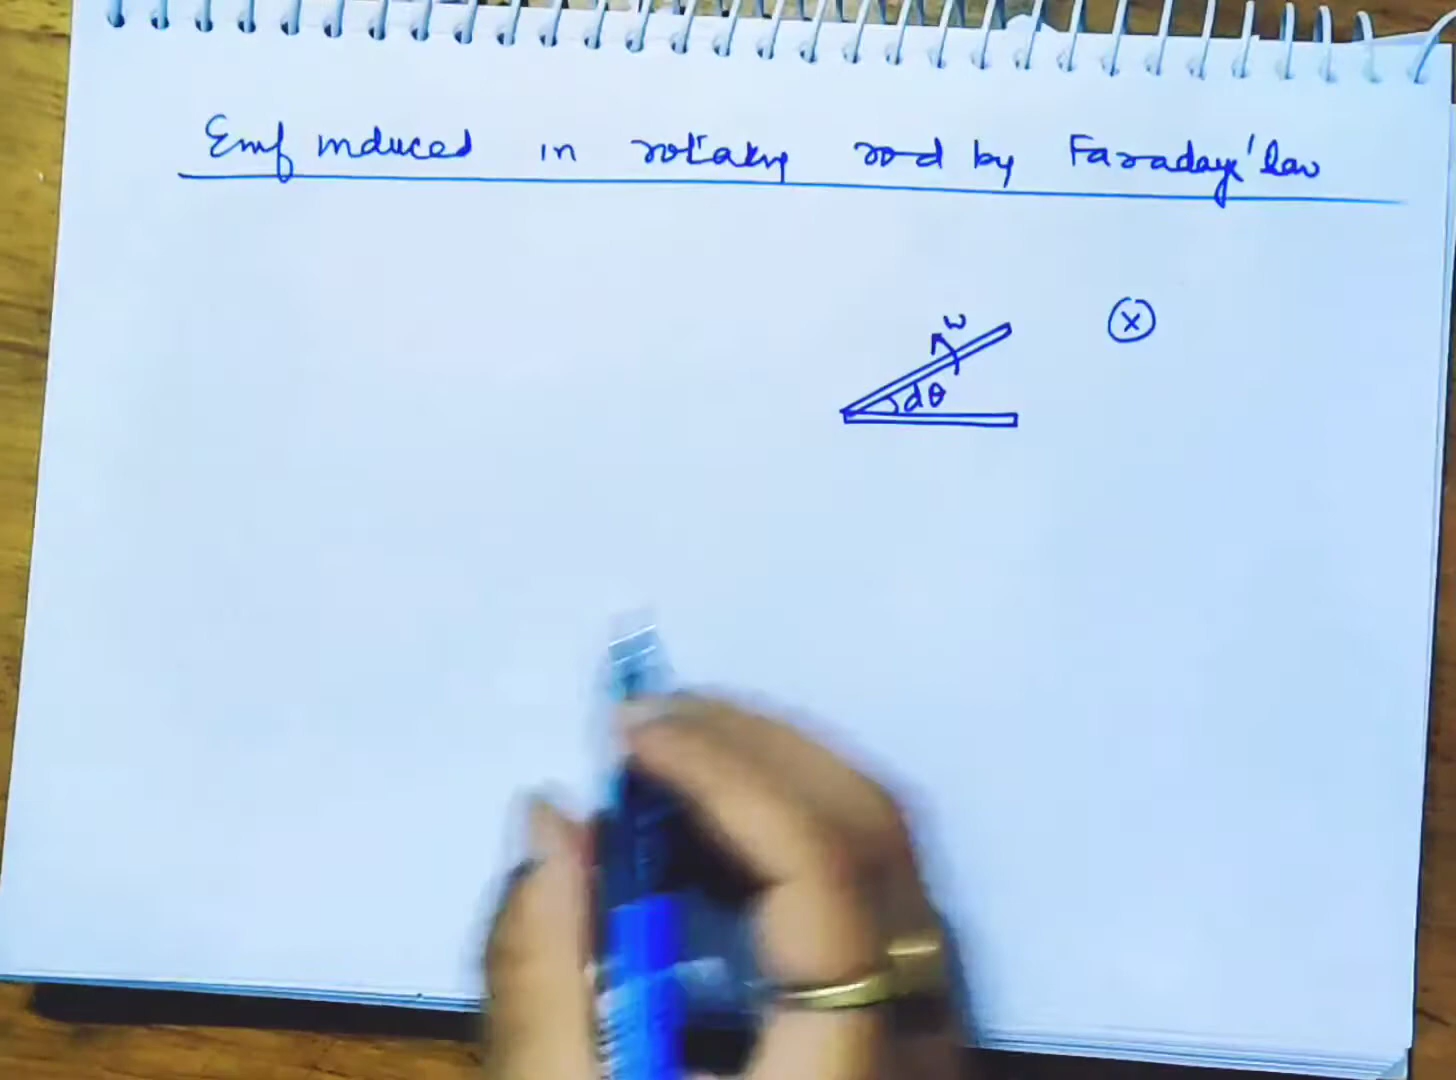 Emf induced in rotating rod by Faraday's law
ω
dθ